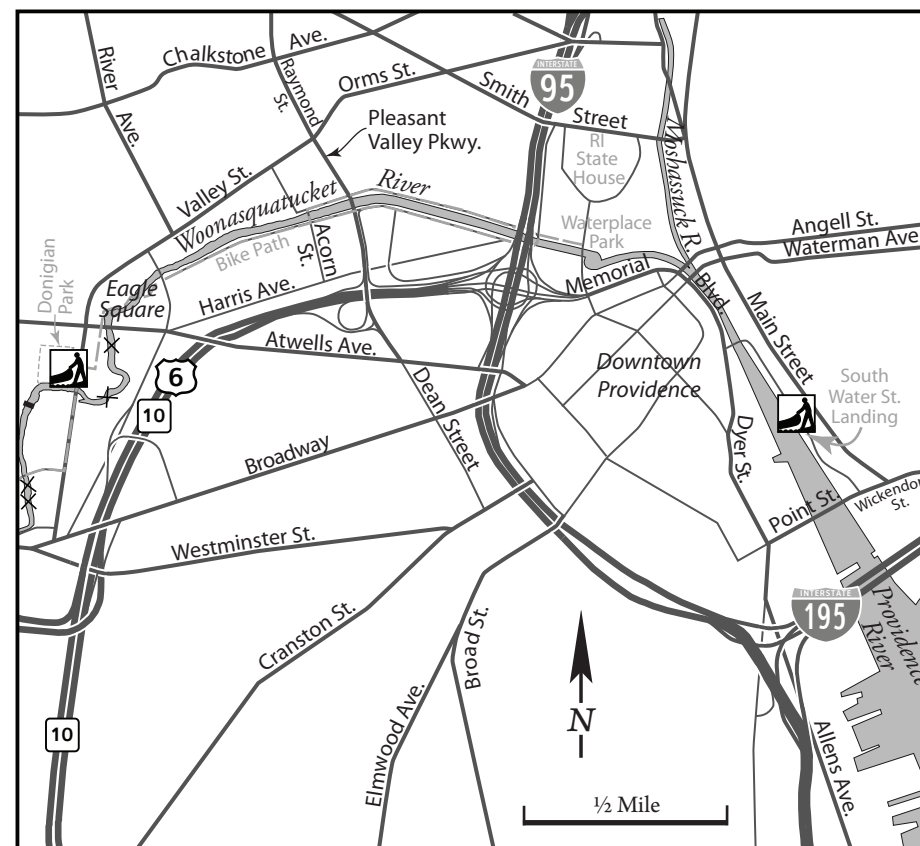 River
Ave.
Chalkstone Ave.
Raymond
St.
Orms St.
Smith
Street
INTERSTATE
95
Pleasant
Valley Pkwy.
RI
State
House
Moshassuck R.
Valley St.
Woonasquatucket
River
Bike Path
Acorn
St.
Waterplace
Park
Angell St.
Waterman Ave
Donigian
Park
Eagle
Square
Harris Ave.
Memorial
Blvd.
Main Street
Atwells Ave.
6
10
Downtown
Providence
South
Water St.
Landing
Dean Street
Dyer St.
Broadway
Point St.
Wickendon
St.
Westminster St.
INTERSTATE
195
Providence
River
Cranston St.
Broad St.
Elmwood Ave.
N
10
Allens Ave.
½ Mile